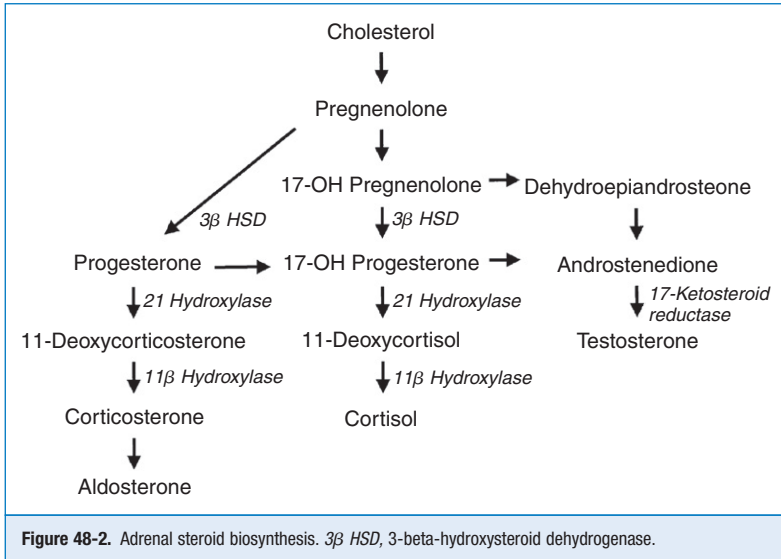 Cholesterol
Pregnenolone
17-OH Pregnenolone
Dehydroepiandrosteone
3β HSD
3β HSD
Progesterone
17-OH Progesterone
Androstenedione
21 Hydroxylase
21 Hydroxylase
17-Ketosteroid
reductase
11-Deoxycorticosterone
11-Deoxycortisol
Testosterone
11β Hydroxylase
11β Hydroxylase
Corticosterone
Cortisol
Aldosterone
Figure 48-2. Adrenal steroid biosynthesis. 3β HSD, 3-beta-hydroxysteroid dehydrogenase.